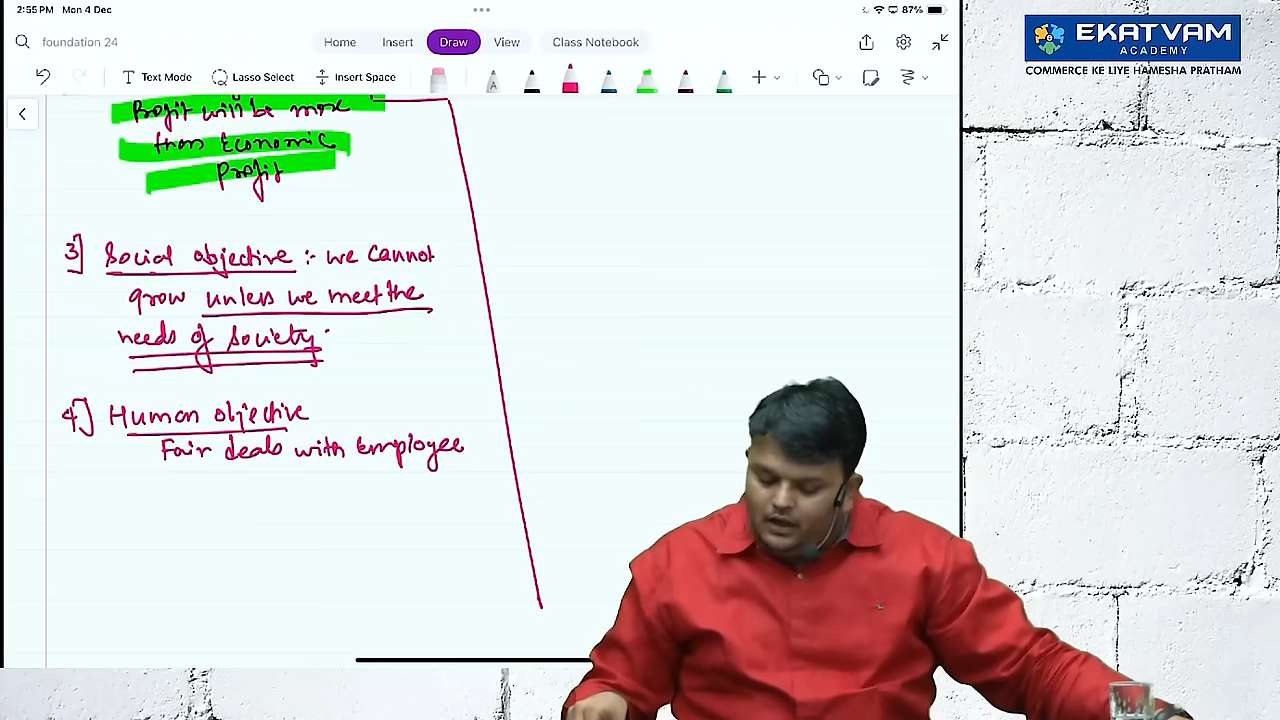 2:55 PM Mon 4 Dec
87%
foundation 24
Home Insert Draw View Class Notebook
Text Mode Lasso Select Insert Space
Profit will be more
from Economic
Profit
3] Social objective :- we cannot
grow unless we meet the
needs of society.
4] Human objective
Fair deals with Employee
EKATVAM
ACADEMY
COMMERCE KE LIYE HAMESHA PRATHAM